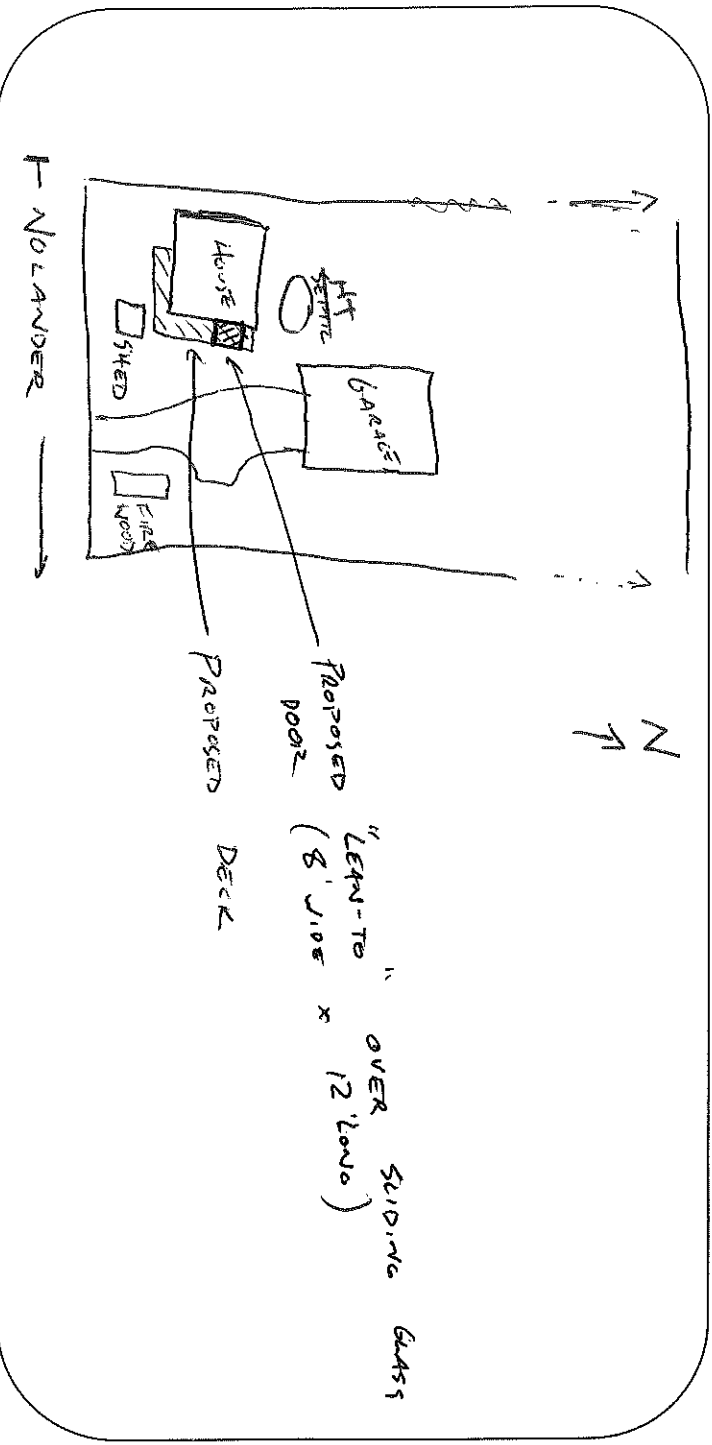 N
SEPTIC
GARAGE
HOUSE
SHED
FIRE
WOOD
PROPOSED "LEAN-TO" OVER SLIDING GLASS
DOOR (8' WIDE x 12' LONG)
PROPOSED DECK
NOLANDER